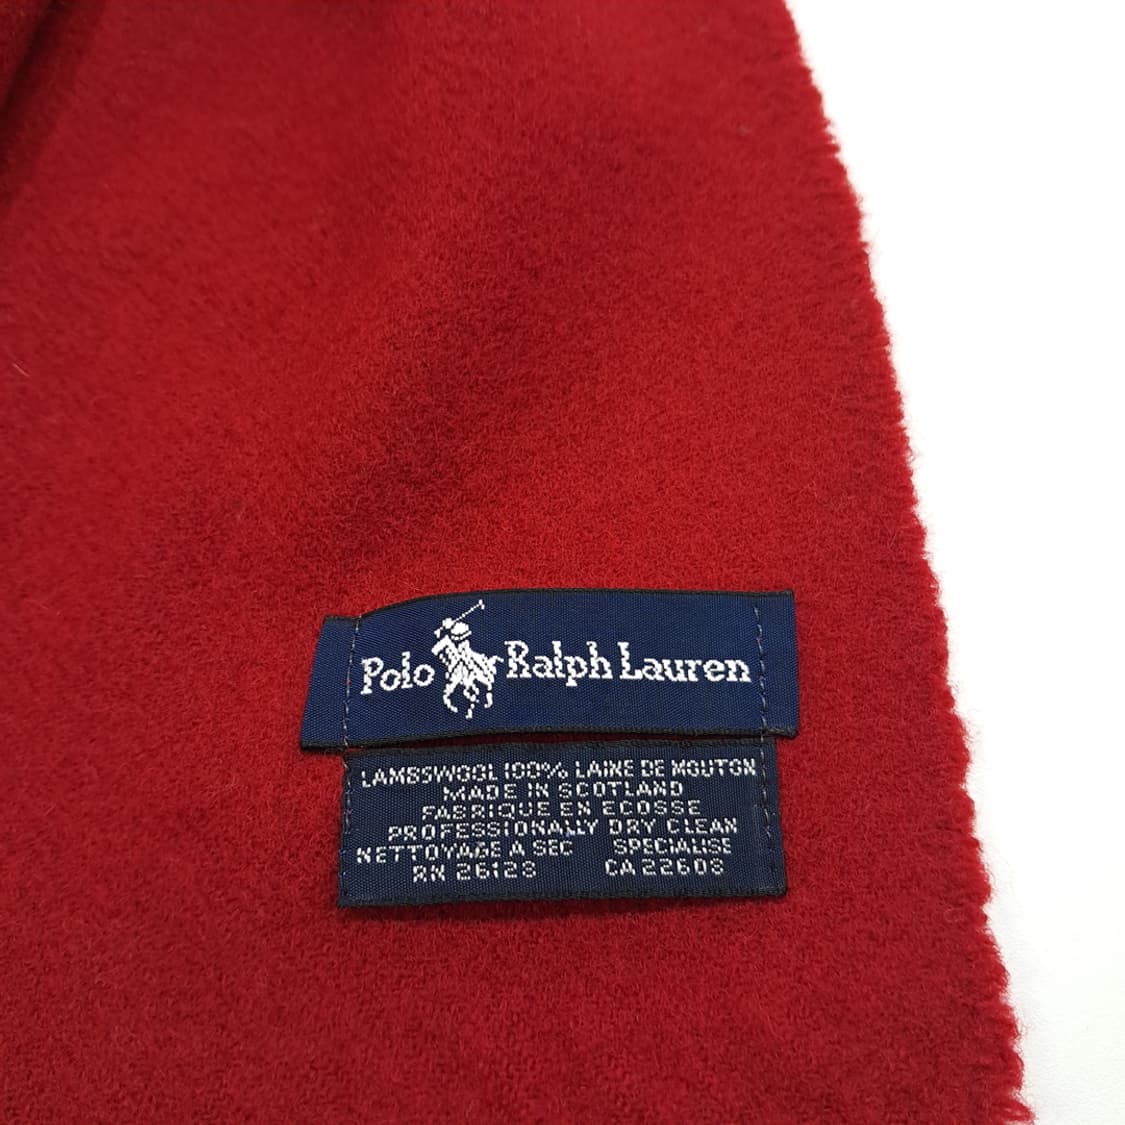 Polo Ralph Lauren
LAMBSWOOL 100% LAINE DE MOUTON
MADE IN SCOTLAND
FABRIQUE EN ECOSSE
PROFESSIONALLY DRY CLEAN
NETTOYAGE A SEC SPECIALISE
RN 26128 CA 22608